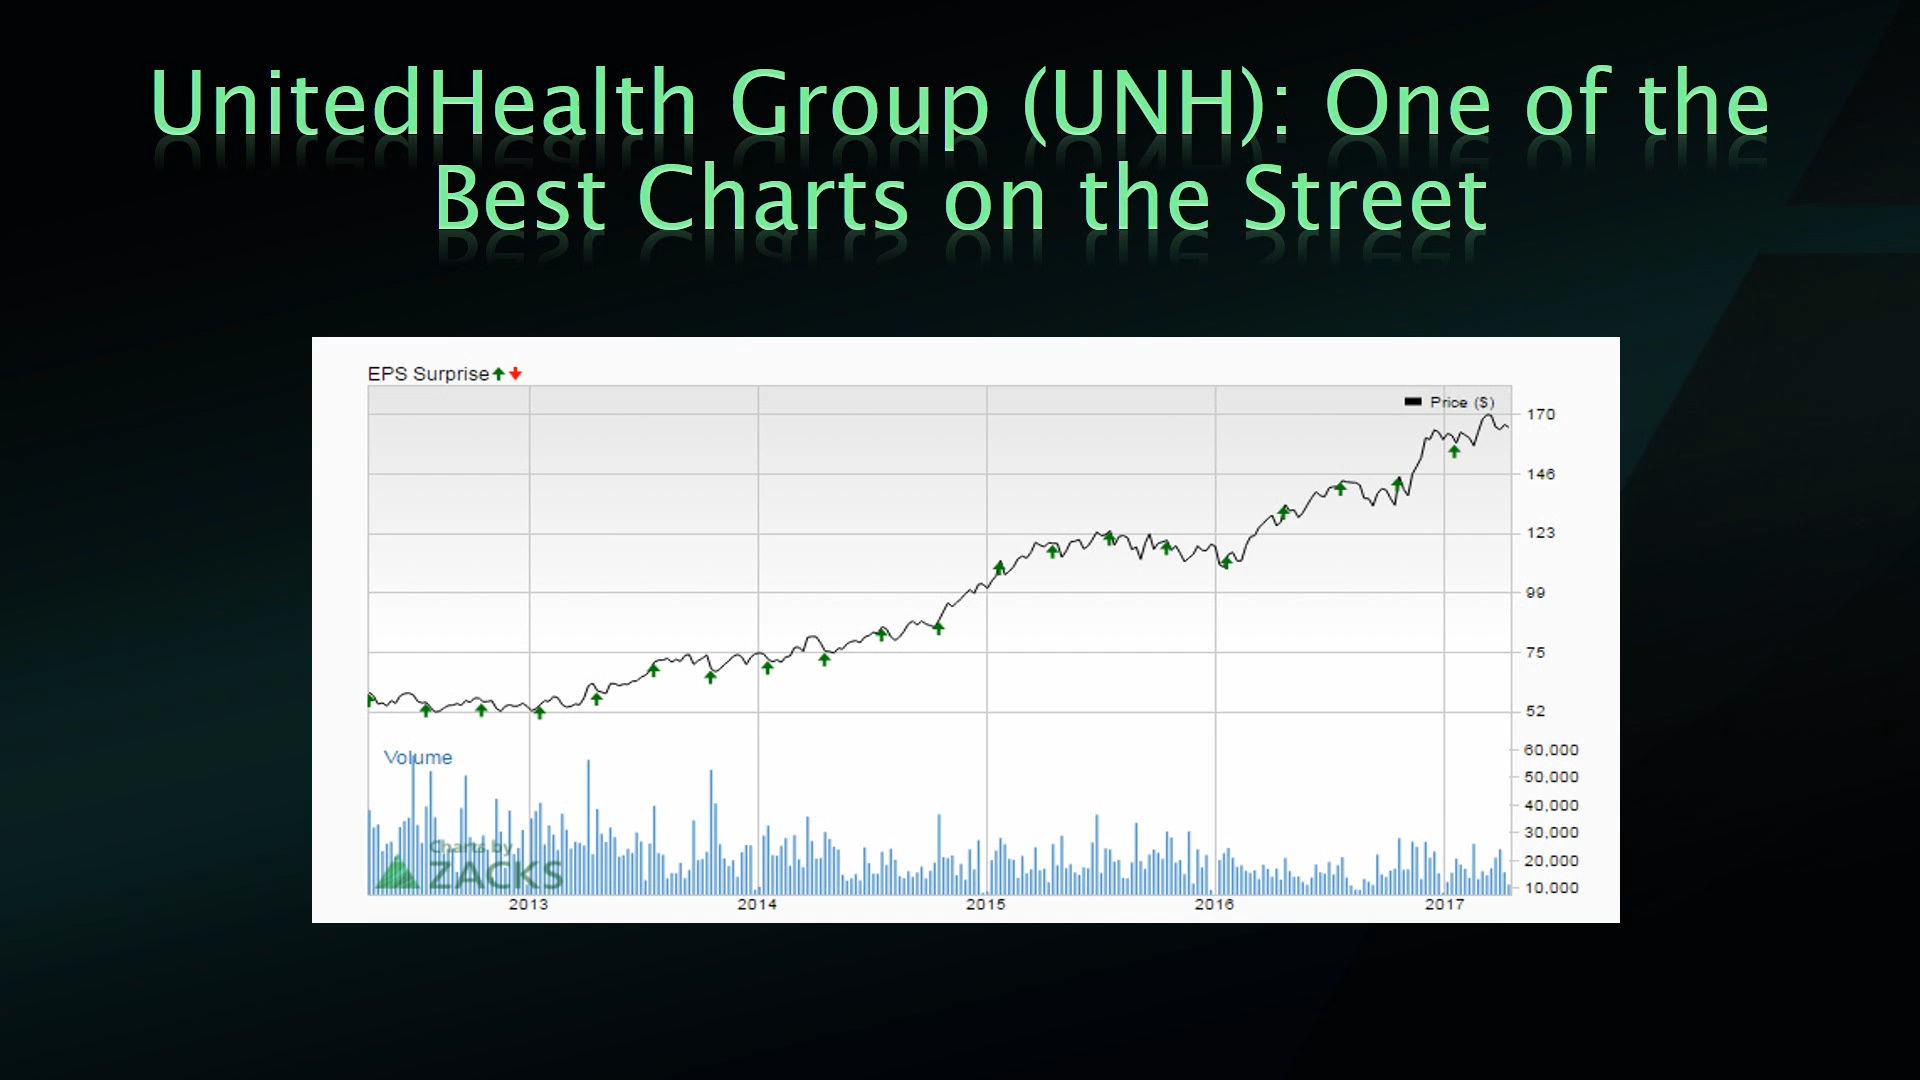 UnitedHealth Group (UNH): One of the
Best Charts on the Street
EPS Surprise
Price ($)
170
146
123
99
75
52
Volume
60,000
50,000
40,000
30,000
20,000
10,000
Charts by
ZACKS
2013 2014 2015 2016 2017